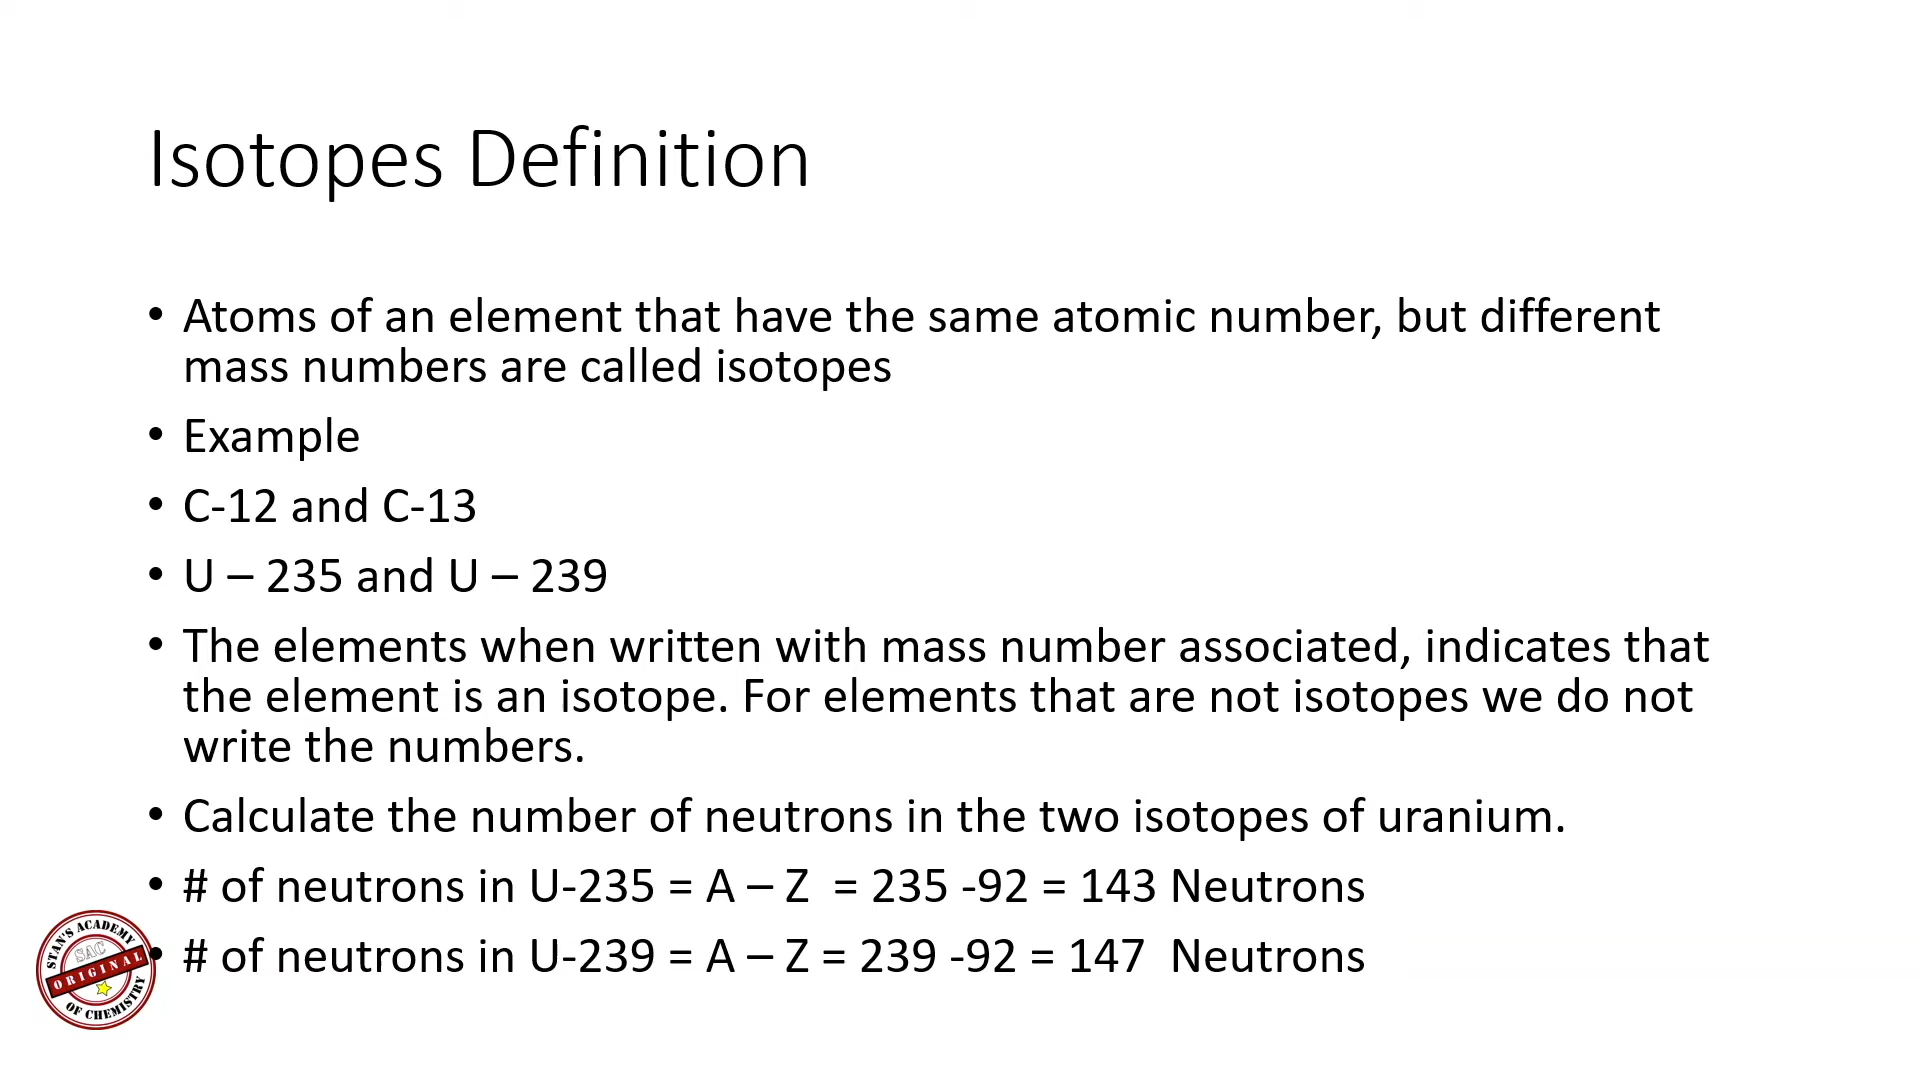 Isotopes Definition
• Atoms of an element that have the same atomic number, but different
mass numbers are called isotopes
• Example
• C-12 and C-13
• U – 235 and U – 239
• The elements when written with mass number associated, indicates that
the element is an isotope. For elements that are not isotopes we do not
write the numbers.
• Calculate the number of neutrons in the two isotopes of uranium.
• # of neutrons in U-235 = A – Z  = 235 -92 = 143 Neutrons
• # of neutrons in U-239 = A – Z = 239 -92 = 147  Neutrons
STAN'S ACADEMY
SAC
ORIGINAL
OF CHEMISTRY